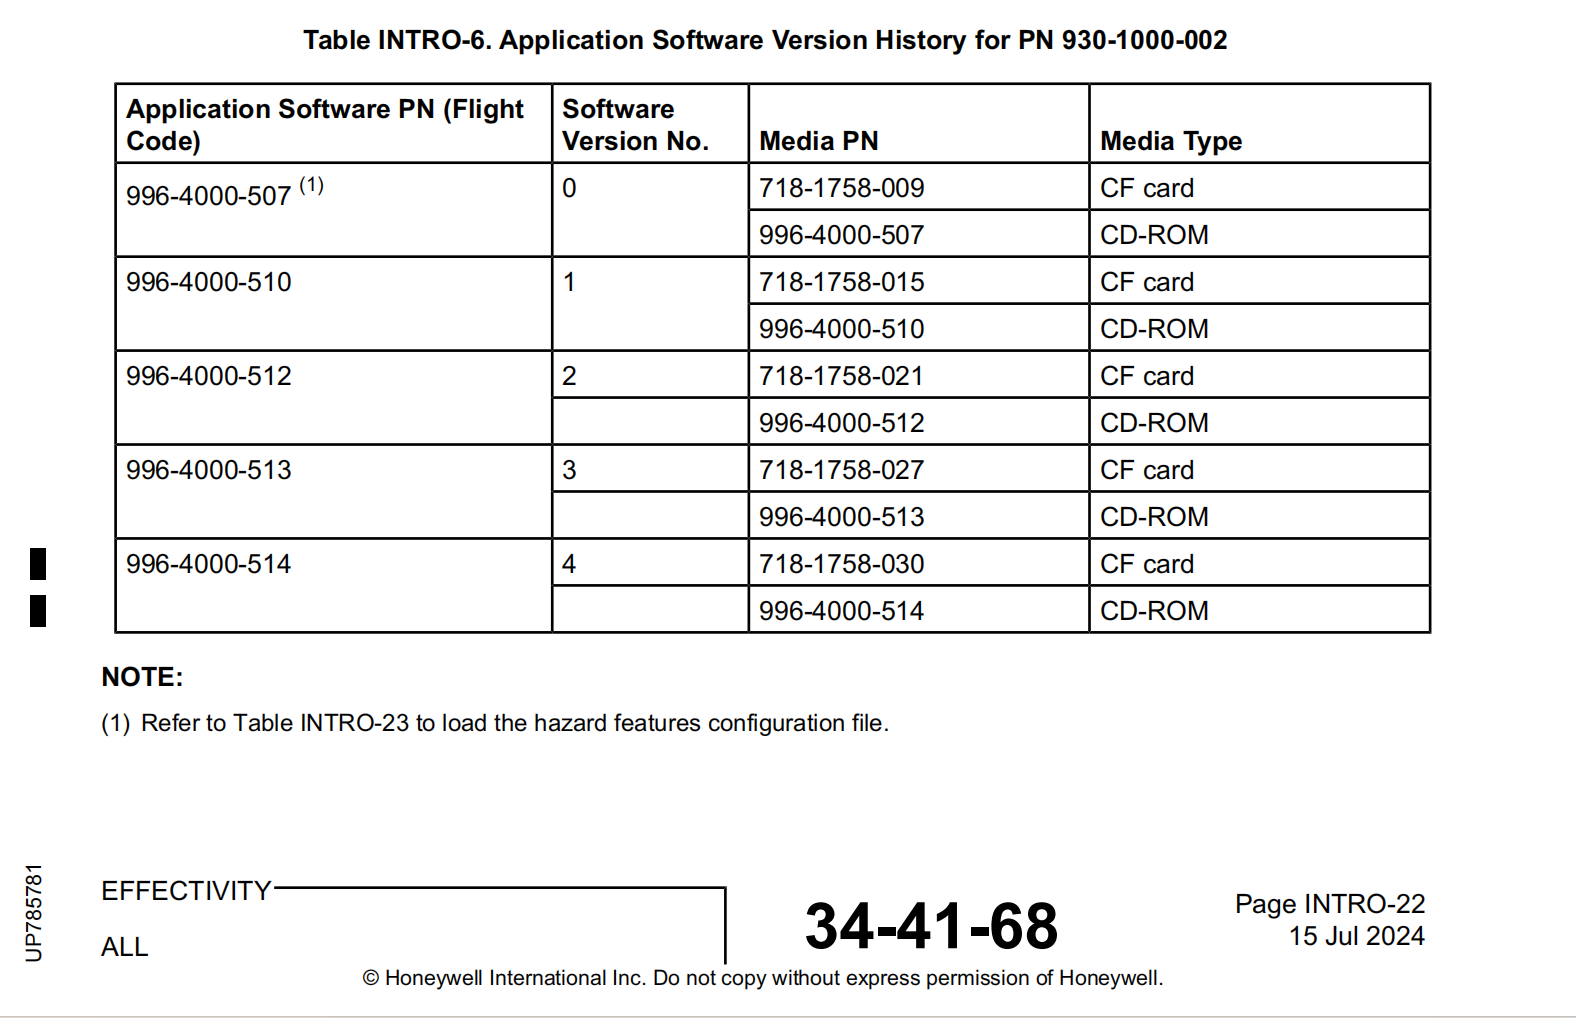 Table INTRO-6. Application Software Version History for PN 930-1000-002
Application Software PN (Flight Code) Software Version No. Media PN Media Type
996-4000-507 (1) 0 718-1758-009 CF card
996-4000-507 CD-ROM
996-4000-510 1 718-1758-015 CF card
996-4000-510 CD-ROM
996-4000-512 2 718-1758-021 CF card
996-4000-512 CD-ROM
996-4000-513 3 718-1758-027 CF card
996-4000-513 CD-ROM
996-4000-514 4 718-1758-030 CF card
996-4000-514 CD-ROM
NOTE:
(1) Refer to Table INTRO-23 to load the hazard features configuration file.
UP785781
EFFECTIVITY
ALL
34-41-68
Page INTRO-22
15 Jul 2024
© Honeywell International Inc. Do not copy without express permission of Honeywell.